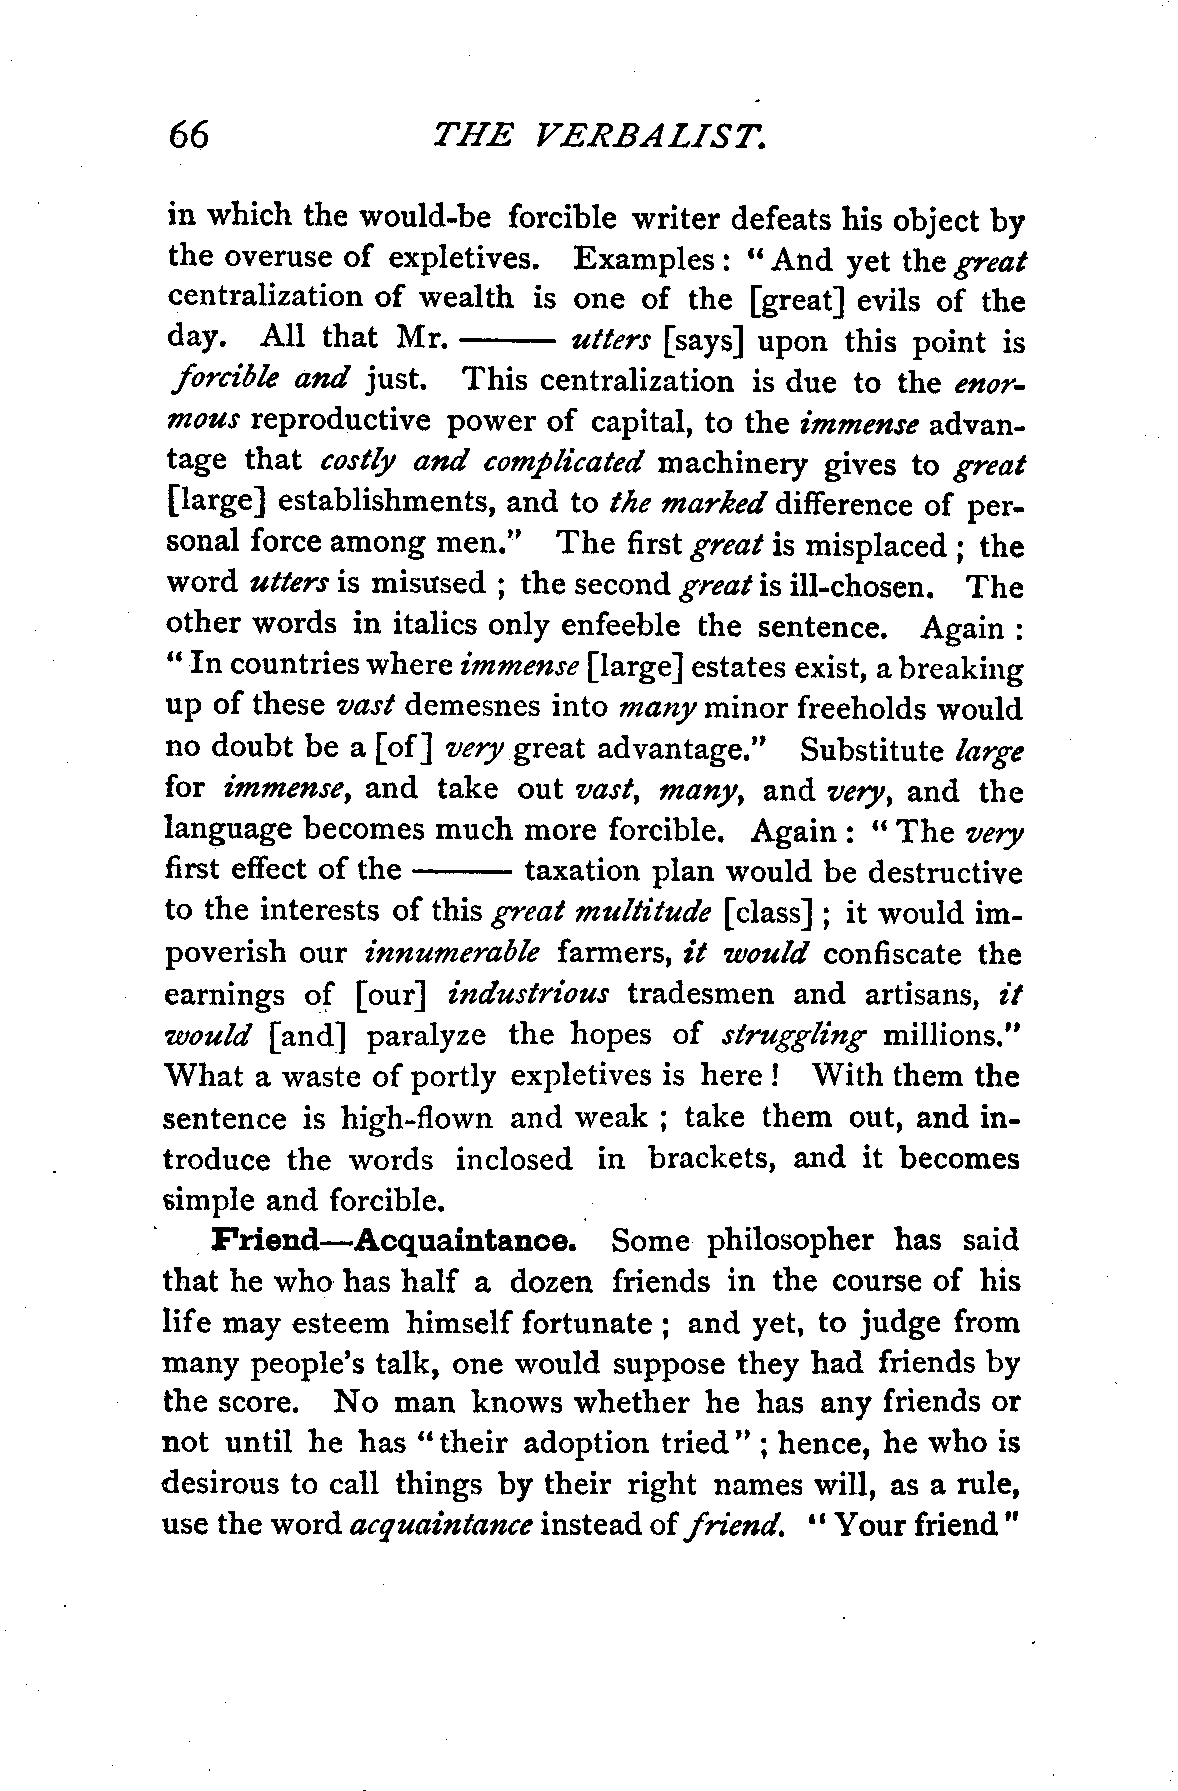 66 THE VERBALIST.
in which the would-be forcible writer defeats his object by
the overuse of expletives. Examples: “And yet the great
centralization of wealth is one of the [great] evils of the
day. All that Mr. —— utters [says] upon this point is
forcible and just. This centralization is due to the enor-
mous reproductive power of capital, to the immense advan-
tage that costly and complicated machinery gives to great
[large] establishments, and to the marked difference of per-
sonal force among men.” The first great is misplaced; the
word utters is misused; the second great is ill-chosen. The
other words in italics only enfeeble the sentence. Again:
“In countries where immense [large] estates exist, a breaking
up of these vast demesnes into many minor freeholds would
no doubt be a [of] very great advantage.” Substitute large
for immense, and take out vast, many, and very, and the
language becomes much more forcible. Again: “The very
first effect of the —— taxation plan would be destructive
to the interests of this great multitude [class]; it would im-
poverish our innumerable farmers, it would confiscate the
earnings of [our] industrious tradesmen and artisans, it
would [and] paralyze the hopes of struggling millions.”
What a waste of portly expletives is here! With them the
sentence is high-flown and weak; take them out, and in-
troduce the words inclosed in brackets, and it becomes
simple and forcible.
Friend—Acquaintance. Some philosopher has said
that he who has half a dozen friends in the course of his
life may esteem himself fortunate; and yet, to judge from
many people's talk, one would suppose they had friends by
the score. No man knows whether he has any friends or
not until he has “their adoption tried”; hence, he who is
desirous to call things by their right names will, as a rule,
use the word acquaintance instead of friend. “Your friend”